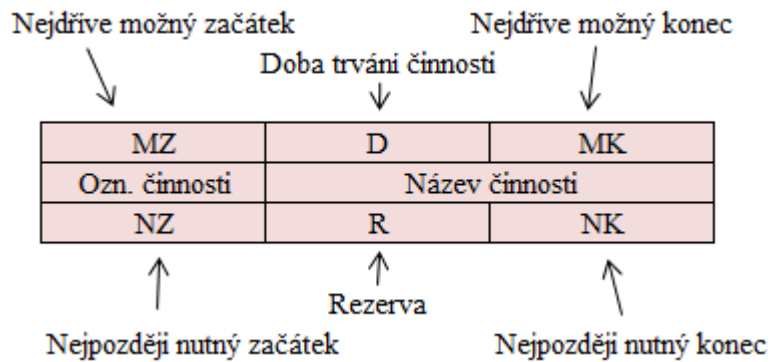 Nejdříve možný začátek Nejdříve možný konec
Doba trvání činnosti
MZ D MK
Ozn. činnosti Název činnosti
NZ R NK
Rezerva
Nejpozději nutný začátek Nejpozději nutný konec